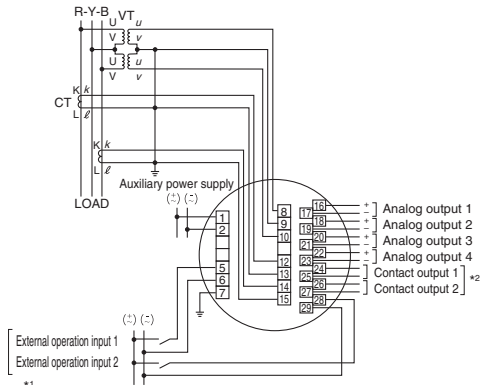 R-Y-B
VT
U u
V v
U u
V v
K k
CT
L ℓ
K k
L ℓ
LOAD
Auxiliary power supply
(+) (−)
(~) (~)
1
2
5
6
7
8
9
10
12
13
14
15
16
17
18
19
20
21
22
23
24
25
26
27
28
29
+ Analog output 1
−
+ Analog output 2
−
+ Analog output 3
−
+ Analog output 4
−
Contact output 1
Contact output 2
*2
(+) (−)
(~) (~)
External operation input 1
External operation input 2
*1